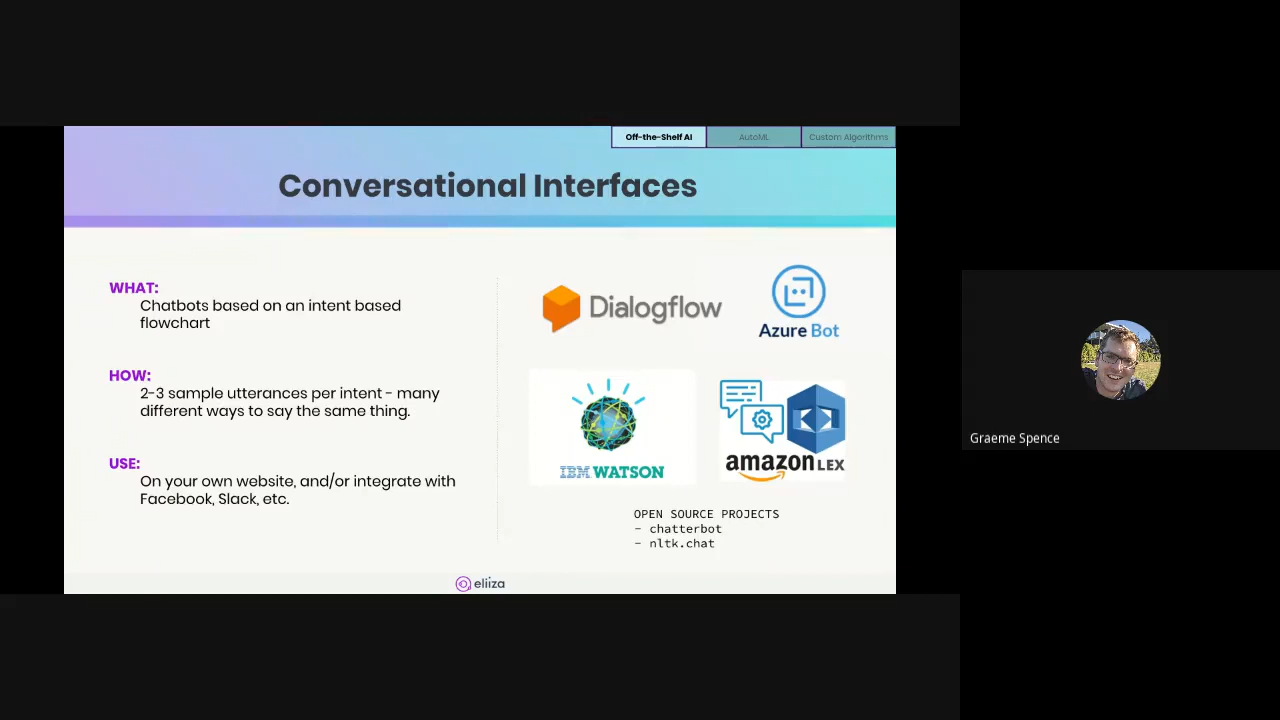 Off-the-Shelf AI
AutoML
Custom Algorithms
Conversational Interfaces
WHAT:
Chatbots based on an intent based
flowchart
HOW:
2-3 sample utterances per intent - many
different ways to say the same thing.
USE:
On your own website, and/or integrate with
Facebook, Slack, etc.
Dialogflow
Azure Bot
IBM WATSON
amazon LEX
OPEN SOURCE PROJECTS
- chatterbot
- nltk.chat
eliiza
Graeme Spence